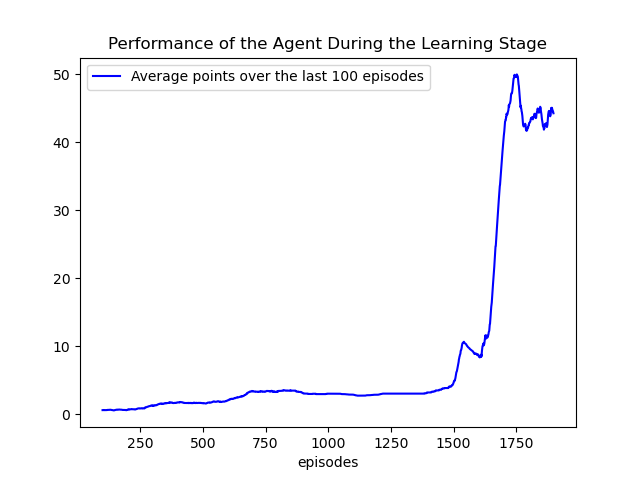 Performance of the Agent During the Learning Stage
Average points over the last 100 episodes
50
40
30
20
10
0
250 500 750 1000 1250 1500 1750
episodes